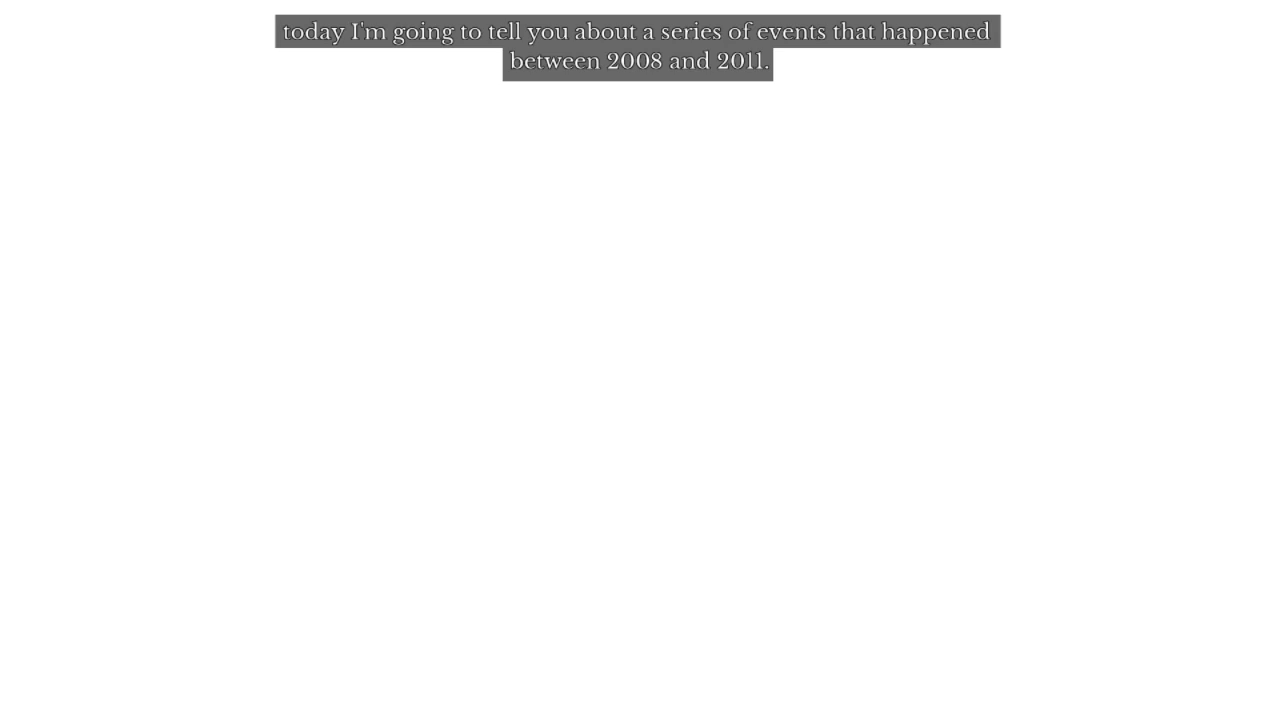 today I'm going to tell you about a series of events that happened
between 2008 and 2011.